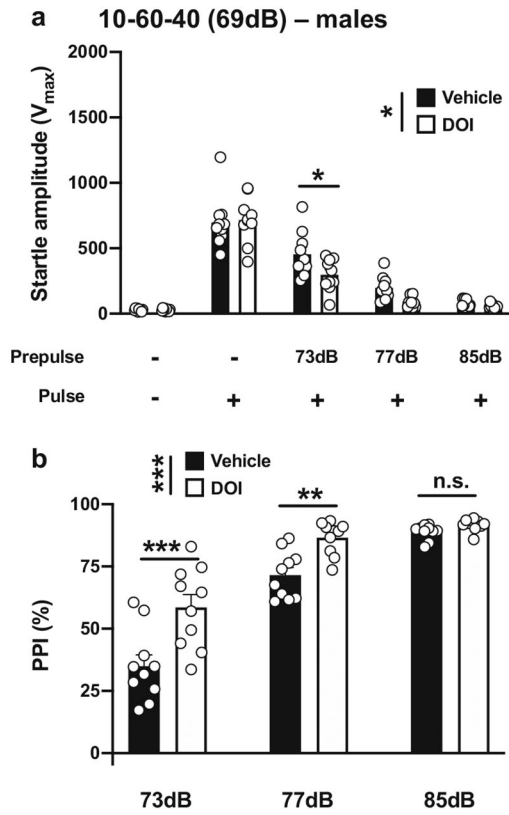 a
10-60-40 (69dB) – males
Startle amplitude (Vmax)
2000
1500
1000
500
0
Vehicle
DOI
*
*
Prepulse - - 73dB 77dB 85dB
Pulse - + + + +
b
Vehicle
DOI
***
PPI (%)
100
75
50
25
0
***
**
n.s.
73dB 77dB 85dB